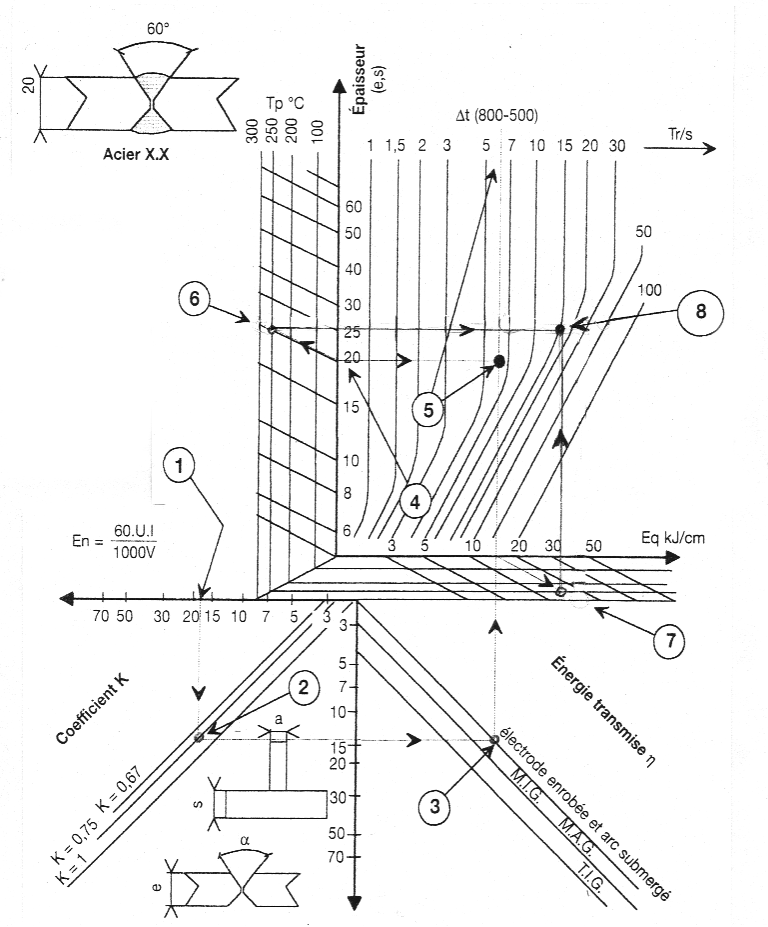 60°
20
Acier X.X
Tp °C
300 250 200 100
Épaisseur
(e,s)
Δt (800-500)
1 1,5 2 3 5 7 10 15 20 30
Tr/s
50
100
60
50
40
30
25
20
15
10
8
6
6
8
5
4
1
En = 60.U.I / 1000V
3 5 10 20 30 50
Eq kJ/cm
70 50 30 20 15 10 7 5 3
7
3
5
7
10
15
20
30
50
70
Coefficient K
2
Énergie transmise η
a
s
3
électrode enrobée et arc submergé
M.I.G. M.A.G.
T.I.G.
K = 0,75 K = 0,67
K = 1
α
e